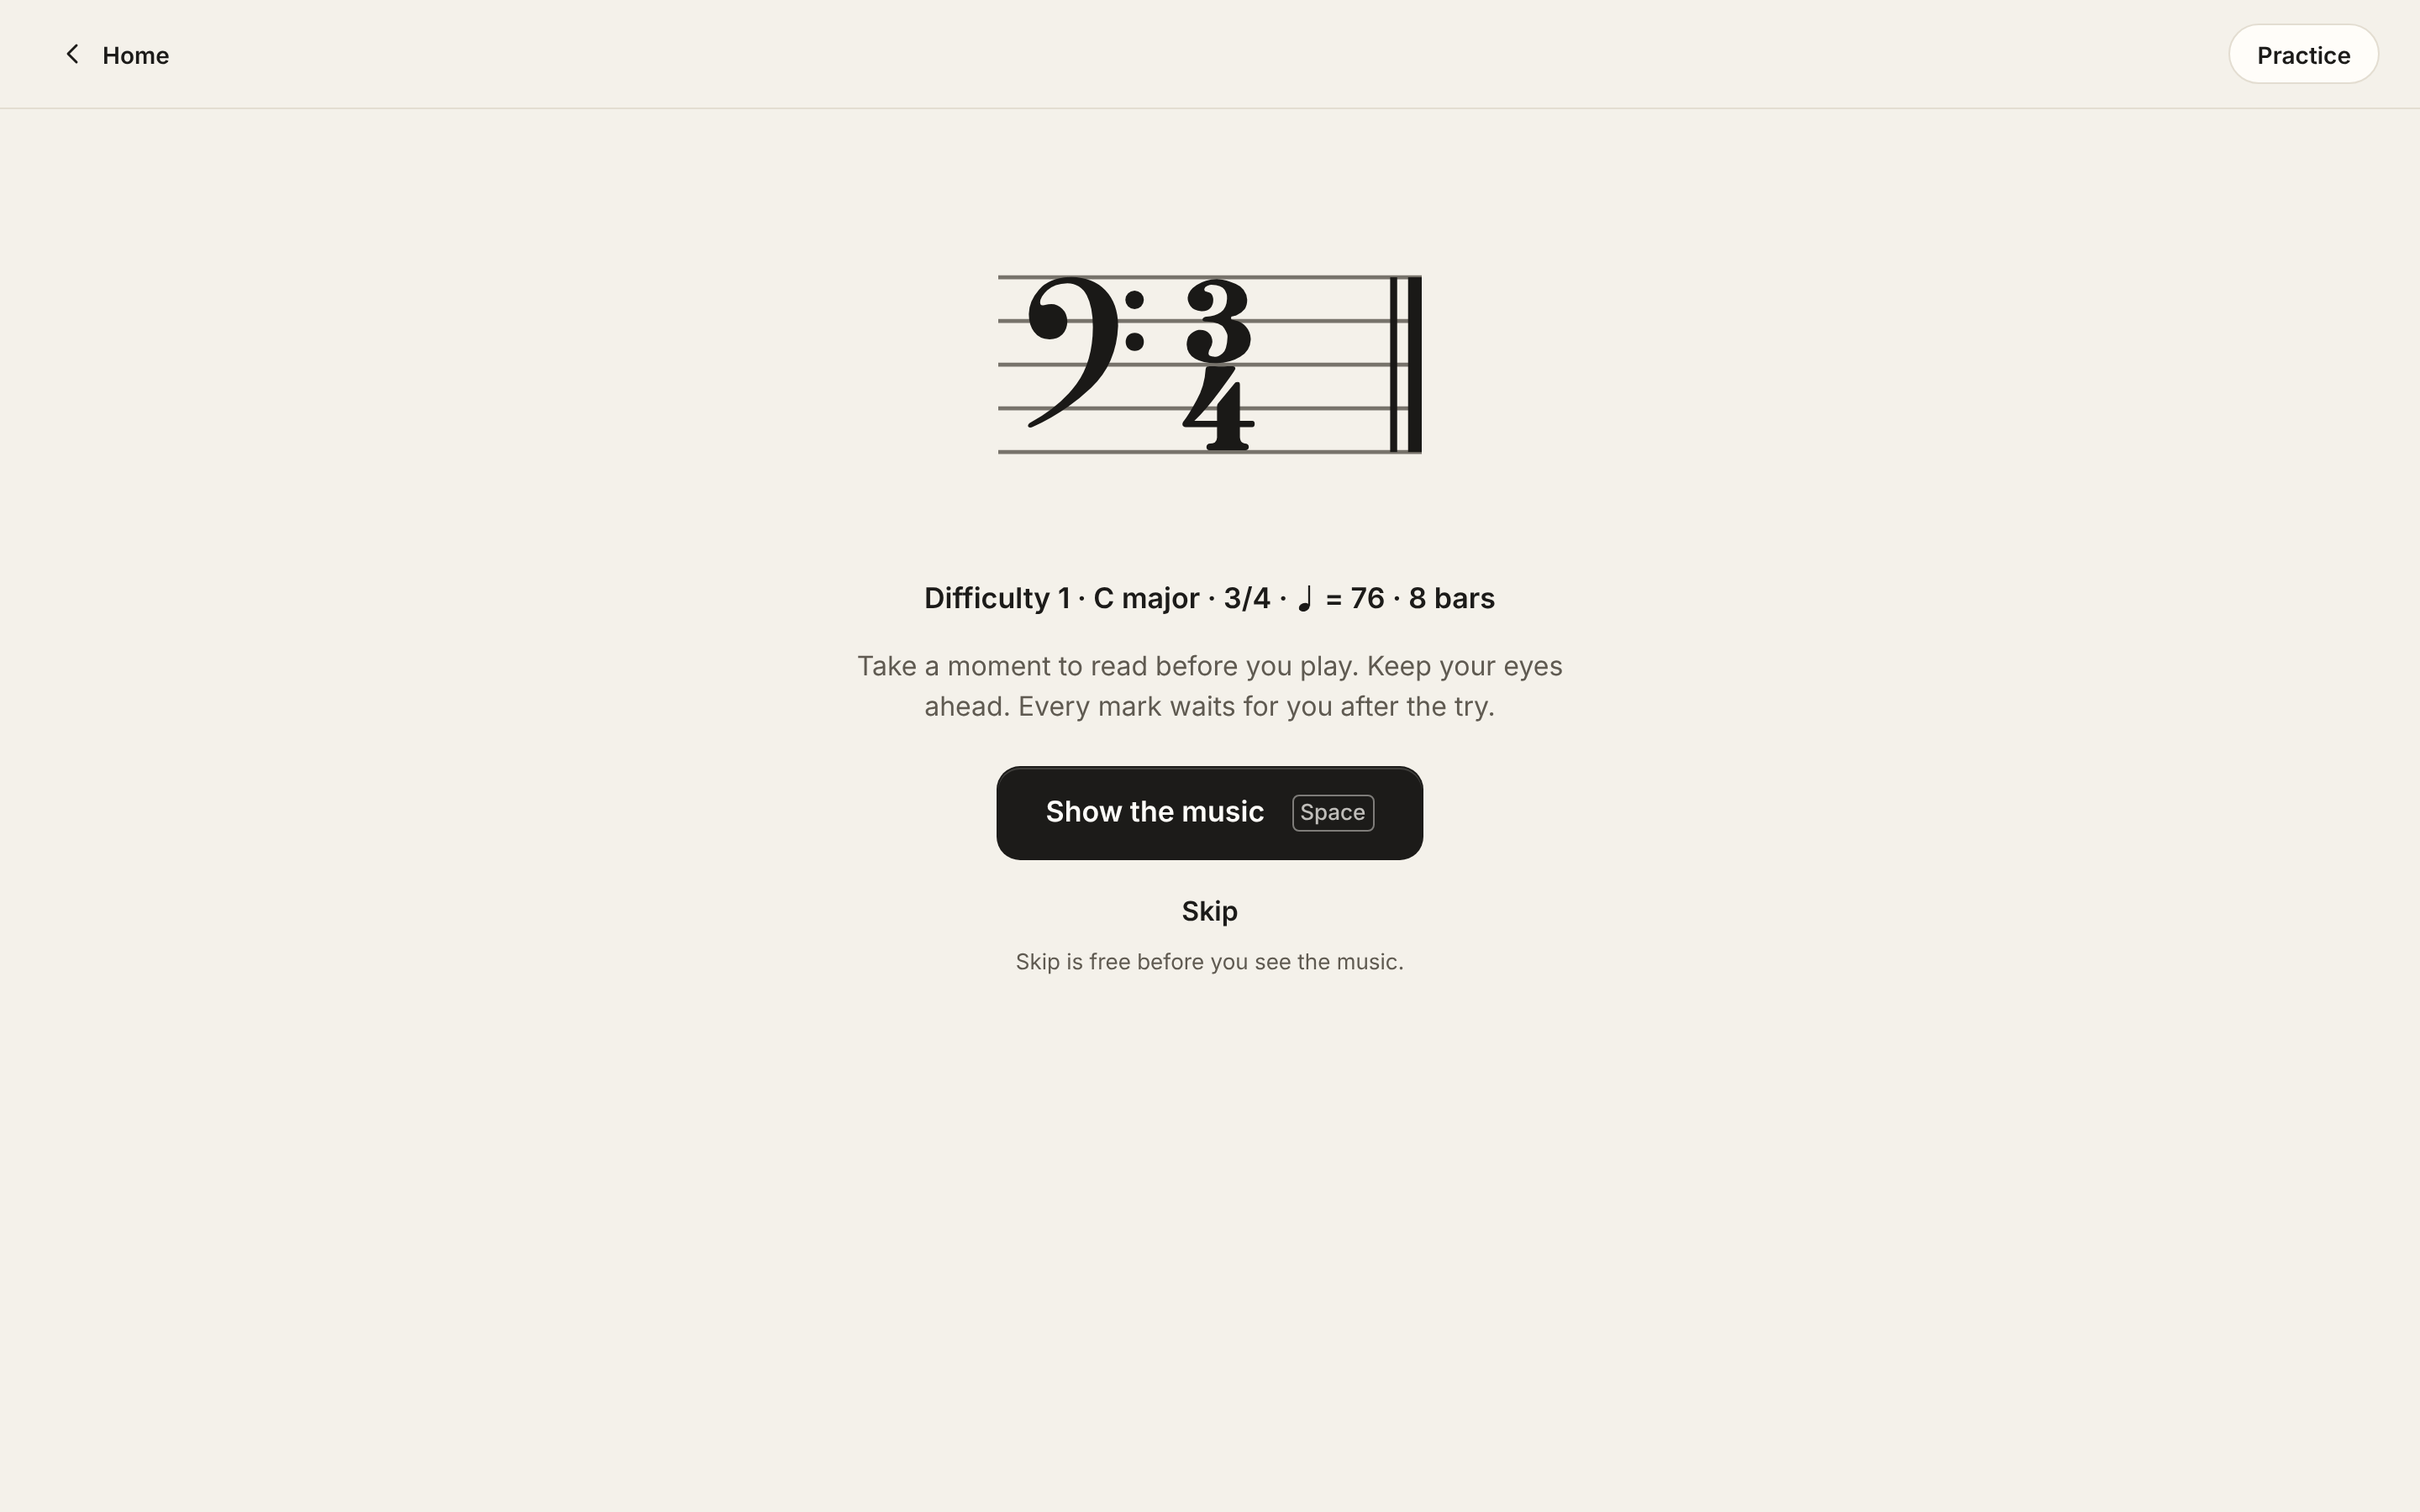 Home
Practice
3
4
Difficulty 1 · C major · 3/4 · ♩ = 76 · 8 bars
Take a moment to read before you play. Keep your eyes
ahead. Every mark waits for you after the try.
Show the music Space
Skip
Skip is free before you see the music.